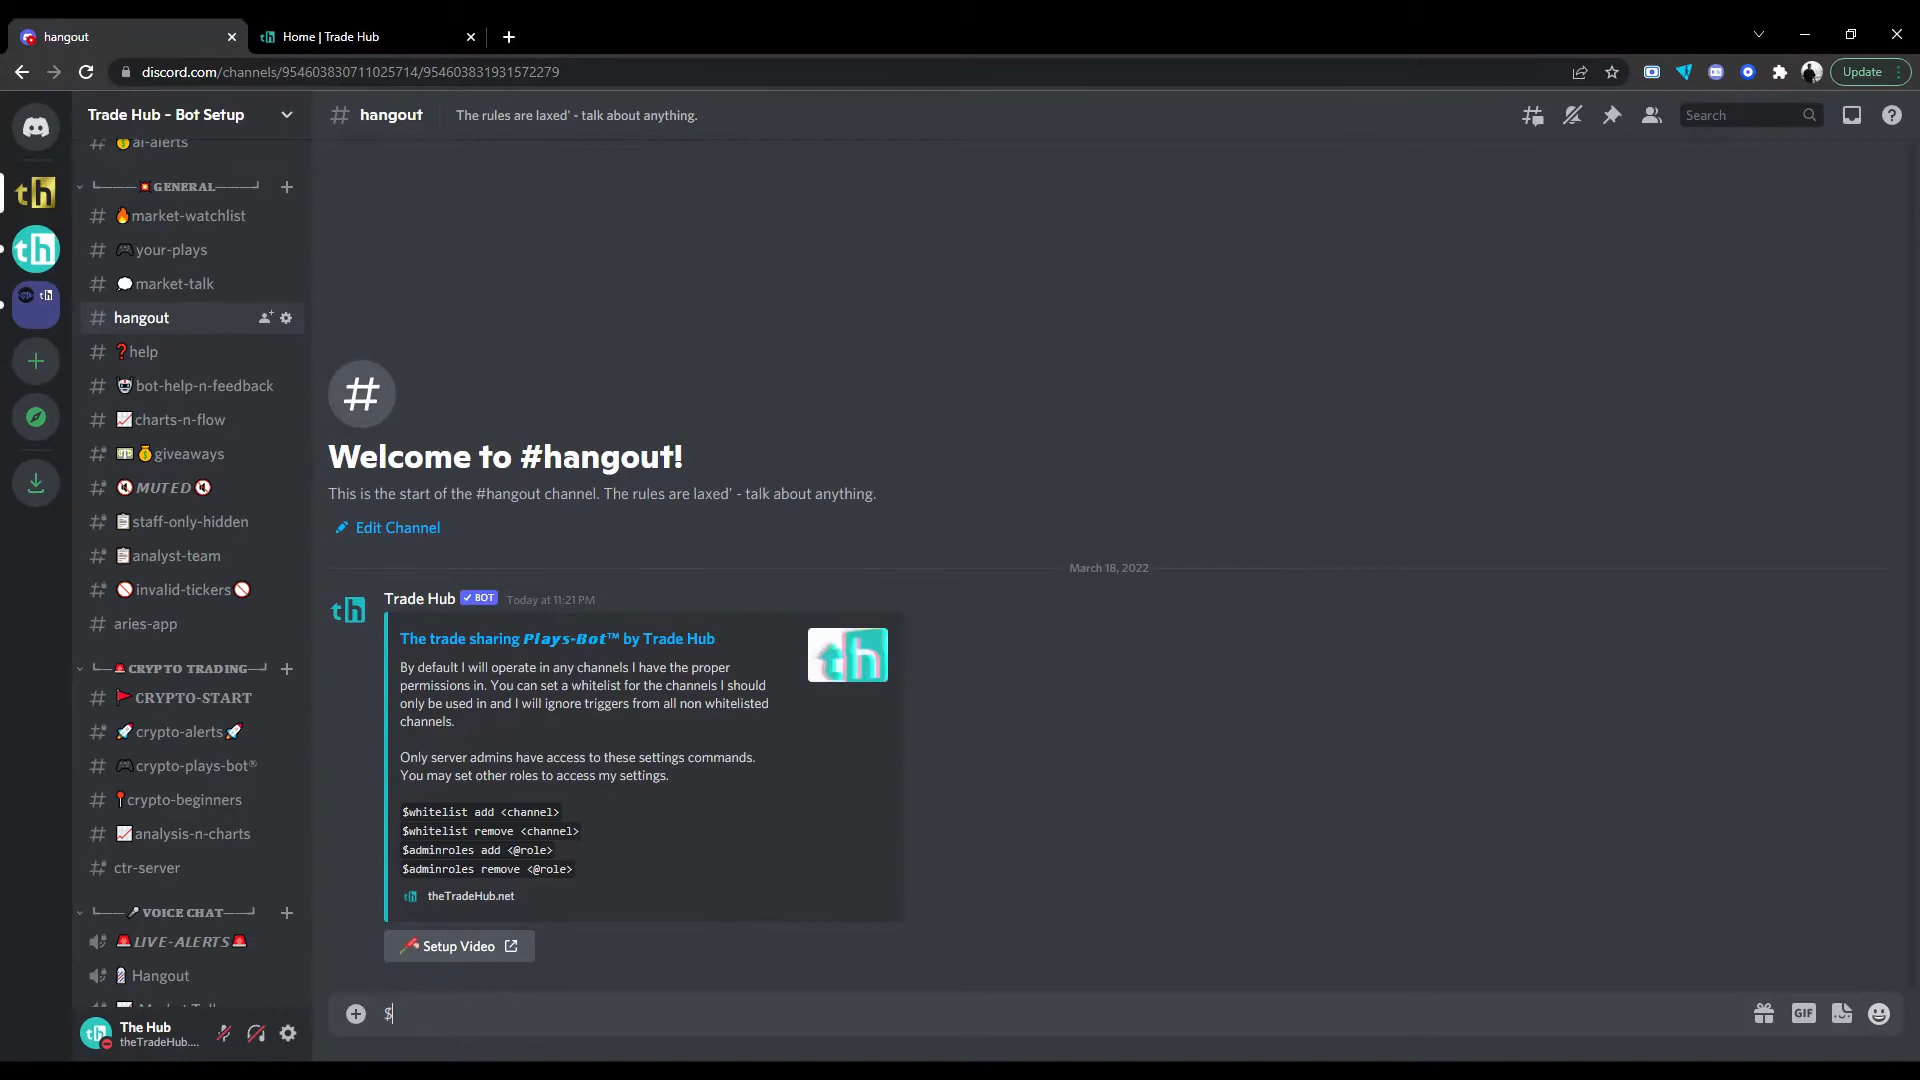 hangout
Home | Trade Hub
discord.com/channels/954603830711025714/954603831931572279
Update
Trade Hub - Bot Setup
hangout
The rules are laxed' - talk about anything.
Search
ai-alerts
GENERAL
market-watchlist
your-plays
market-talk
hangout
help
bot-help-n-feedback
charts-n-flow
giveaways
MUTED
staff-only-hidden
analyst-team
invalid-tickers
aries-app
CRYPTO TRADING
CRYPTO-START
crypto-alerts
crypto-plays-bot®
crypto-beginners
analysis-n-charts
ctr-server
VOICE CHAT
LIVE-ALERTS
Hangout
The Hub
theTradeHub....
th
th
th
Welcome to #hangout!
This is the start of the #hangout channel. The rules are laxed' - talk about anything.
Edit Channel
March 18, 2022
th
Trade Hub ✓ BOT Today at 11:21 PM
The trade sharing Plays-Bot™ by Trade Hub
By default I will operate in any channels I have the proper
permissions in. You can set a whitelist for the channels I should
only be used in and I will ignore triggers from all non whitelisted
channels.
Only server admins have access to these settings commands.
You may set other roles to access my settings.
$whitelist add <channel>
$whitelist remove <channel>
$adminroles add <@role>
$adminroles remove <@role>
theTradeHub.net
th
Setup Video
$
GIF